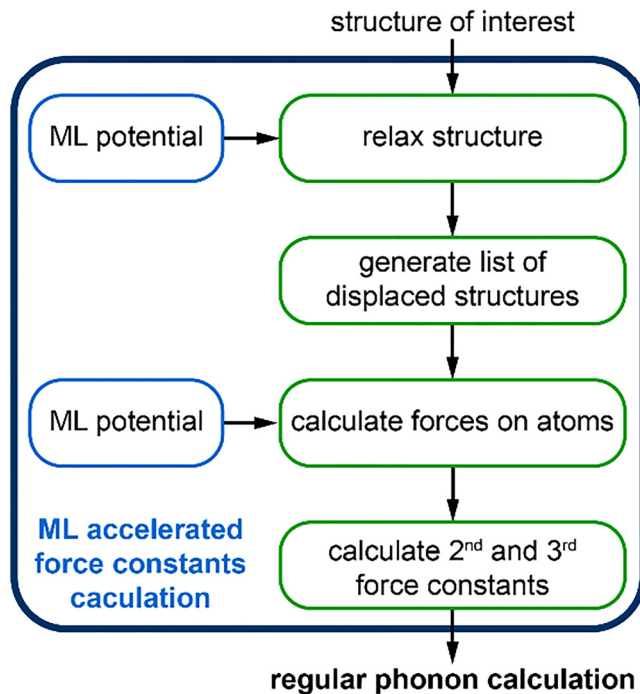 structure of interest
ML potential
relax structure
generate list of
displaced structures
ML potential
calculate forces on atoms
ML accelerated
force constants
caculation
calculate 2nd and 3rd
force constants
regular phonon calculation